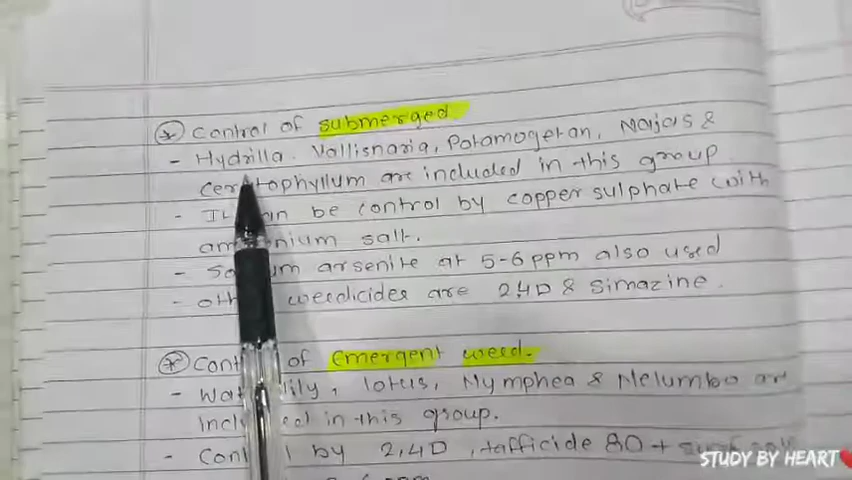 * Control of submerged
- Hydrilla. Vallisnaria, Potamogetan, Najas &
ceratophyllum are included in this group
- It can be control by copper sulphate with
ammonium salt.
- Sodium arsenite at 5-6 ppm also used
- other weedicides are 2,4D & Simazine.
* Control of emergent weed.
- Water lily, lotus, Nymphea & Nelumbo are
included in this group.
- Control by 2,4D, tafficide 80 +
STUDY BY HEART